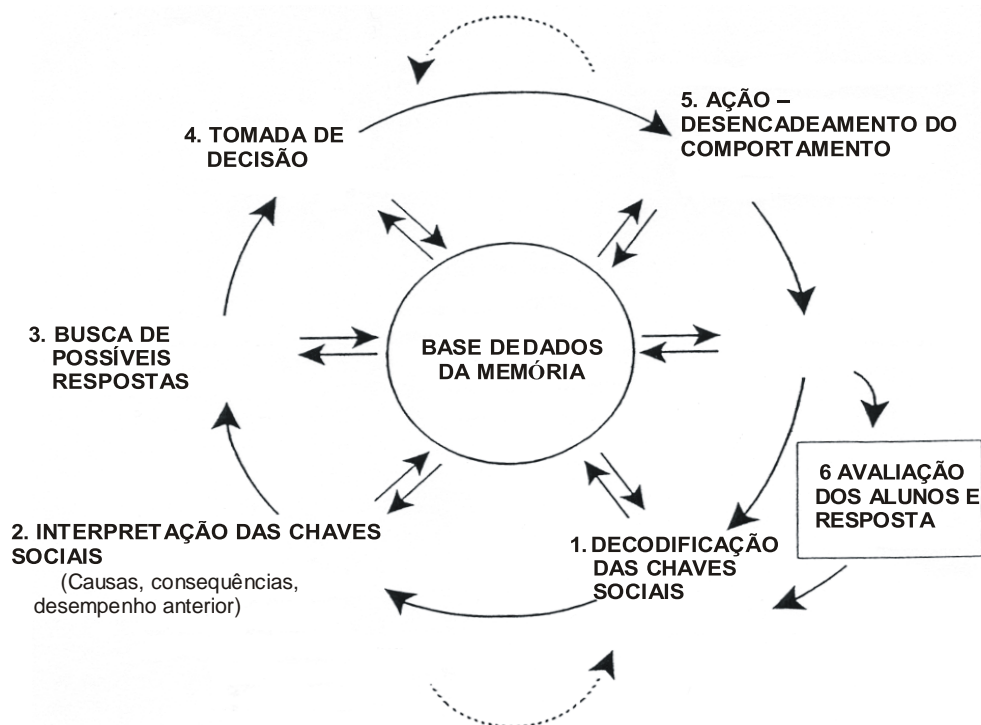 5. AÇÃO –
DESENCADEAMENTO DO
COMPORTAMENTO
4. TOMADA DE
DECISÃO
3. BUSCA DE
POSSÍVEIS
RESPOSTAS
BASE DEDADOS
DA MEMÓRIA
6 AVALIAÇÃO
DOS ALUNOS E
RESPOSTA
2. INTERPRETAÇÃO DAS CHAVES
SOCIAIS
(Causas, consequências,
desempenho anterior)
1. DECODIFICAÇÃO
DAS CHAVES
SOCIAIS